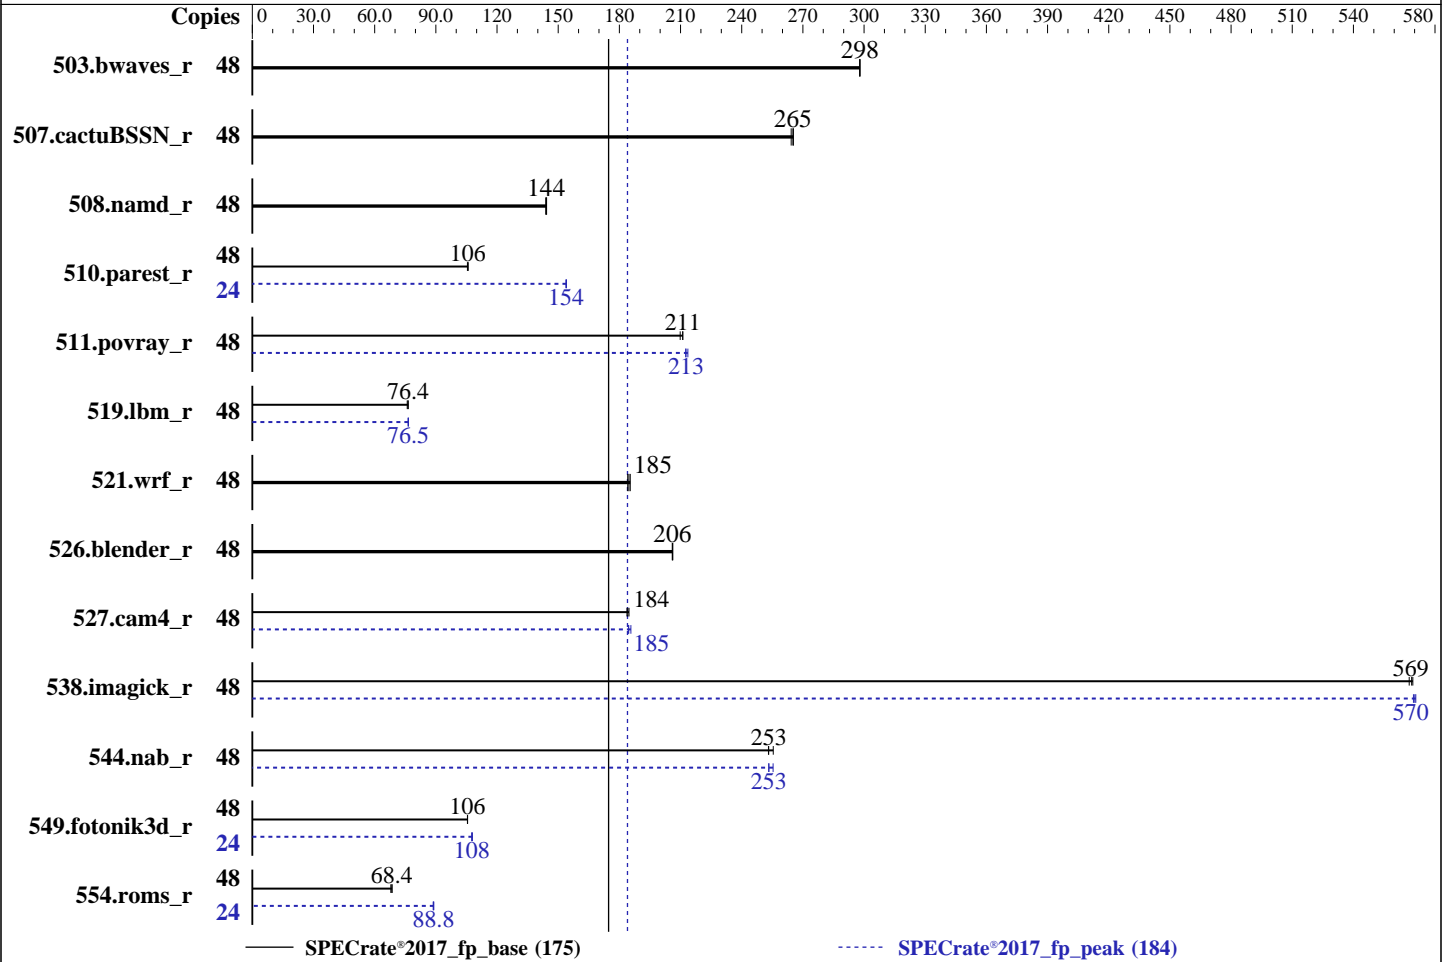 Copies 0 30.0 60.0 90.0 120 150 180 210 240 270 300 330 360 390 420 450 480 510 540 580
503.bwaves_r 48 298
507.cactuBSSN_r 48 265
508.namd_r 48 144
510.parest_r 48 106
24 154
511.povray_r 48 211
213
519.lbm_r 48 76.4
76.5
521.wrf_r 48 185
526.blender_r 48 206
527.cam4_r 48 184
185
538.imagick_r 48 569
570
544.nab_r 48 253
253
549.fotonik3d_r 48 106
24 108
554.roms_r 48 68.4
24 88.8
SPECrate®2017_fp_base (175) SPECrate®2017_fp_peak (184)